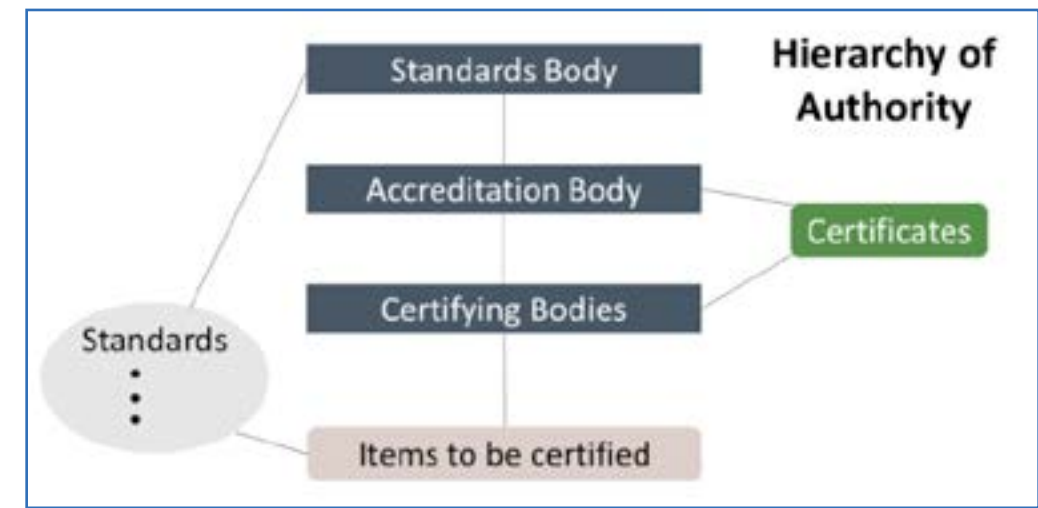 Hierarchy of
Authority
Standards Body
Accreditation Body
Certificates
Certifying Bodies
Standards
Items to be certified